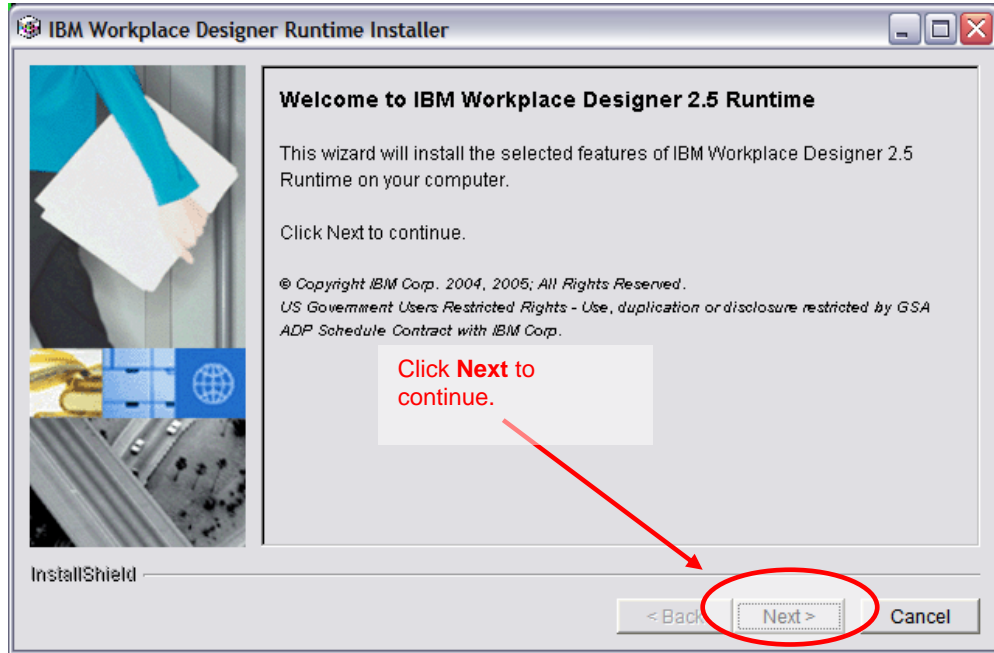 IBM Workplace Designer Runtime Installer
Welcome to IBM Workplace Designer 2.5 Runtime
This wizard will install the selected features of IBM Workplace Designer 2.5
Runtime on your computer.
Click Next to continue.
© Copyright IBM Corp. 2004, 2005; All Rights Reserved.
US Government Users Restricted Rights - Use, duplication or disclosure restricted by GSA
ADP Schedule Contract with IBM Corp.
Click Next to
continue.
InstallShield
< Back
Next >
Cancel